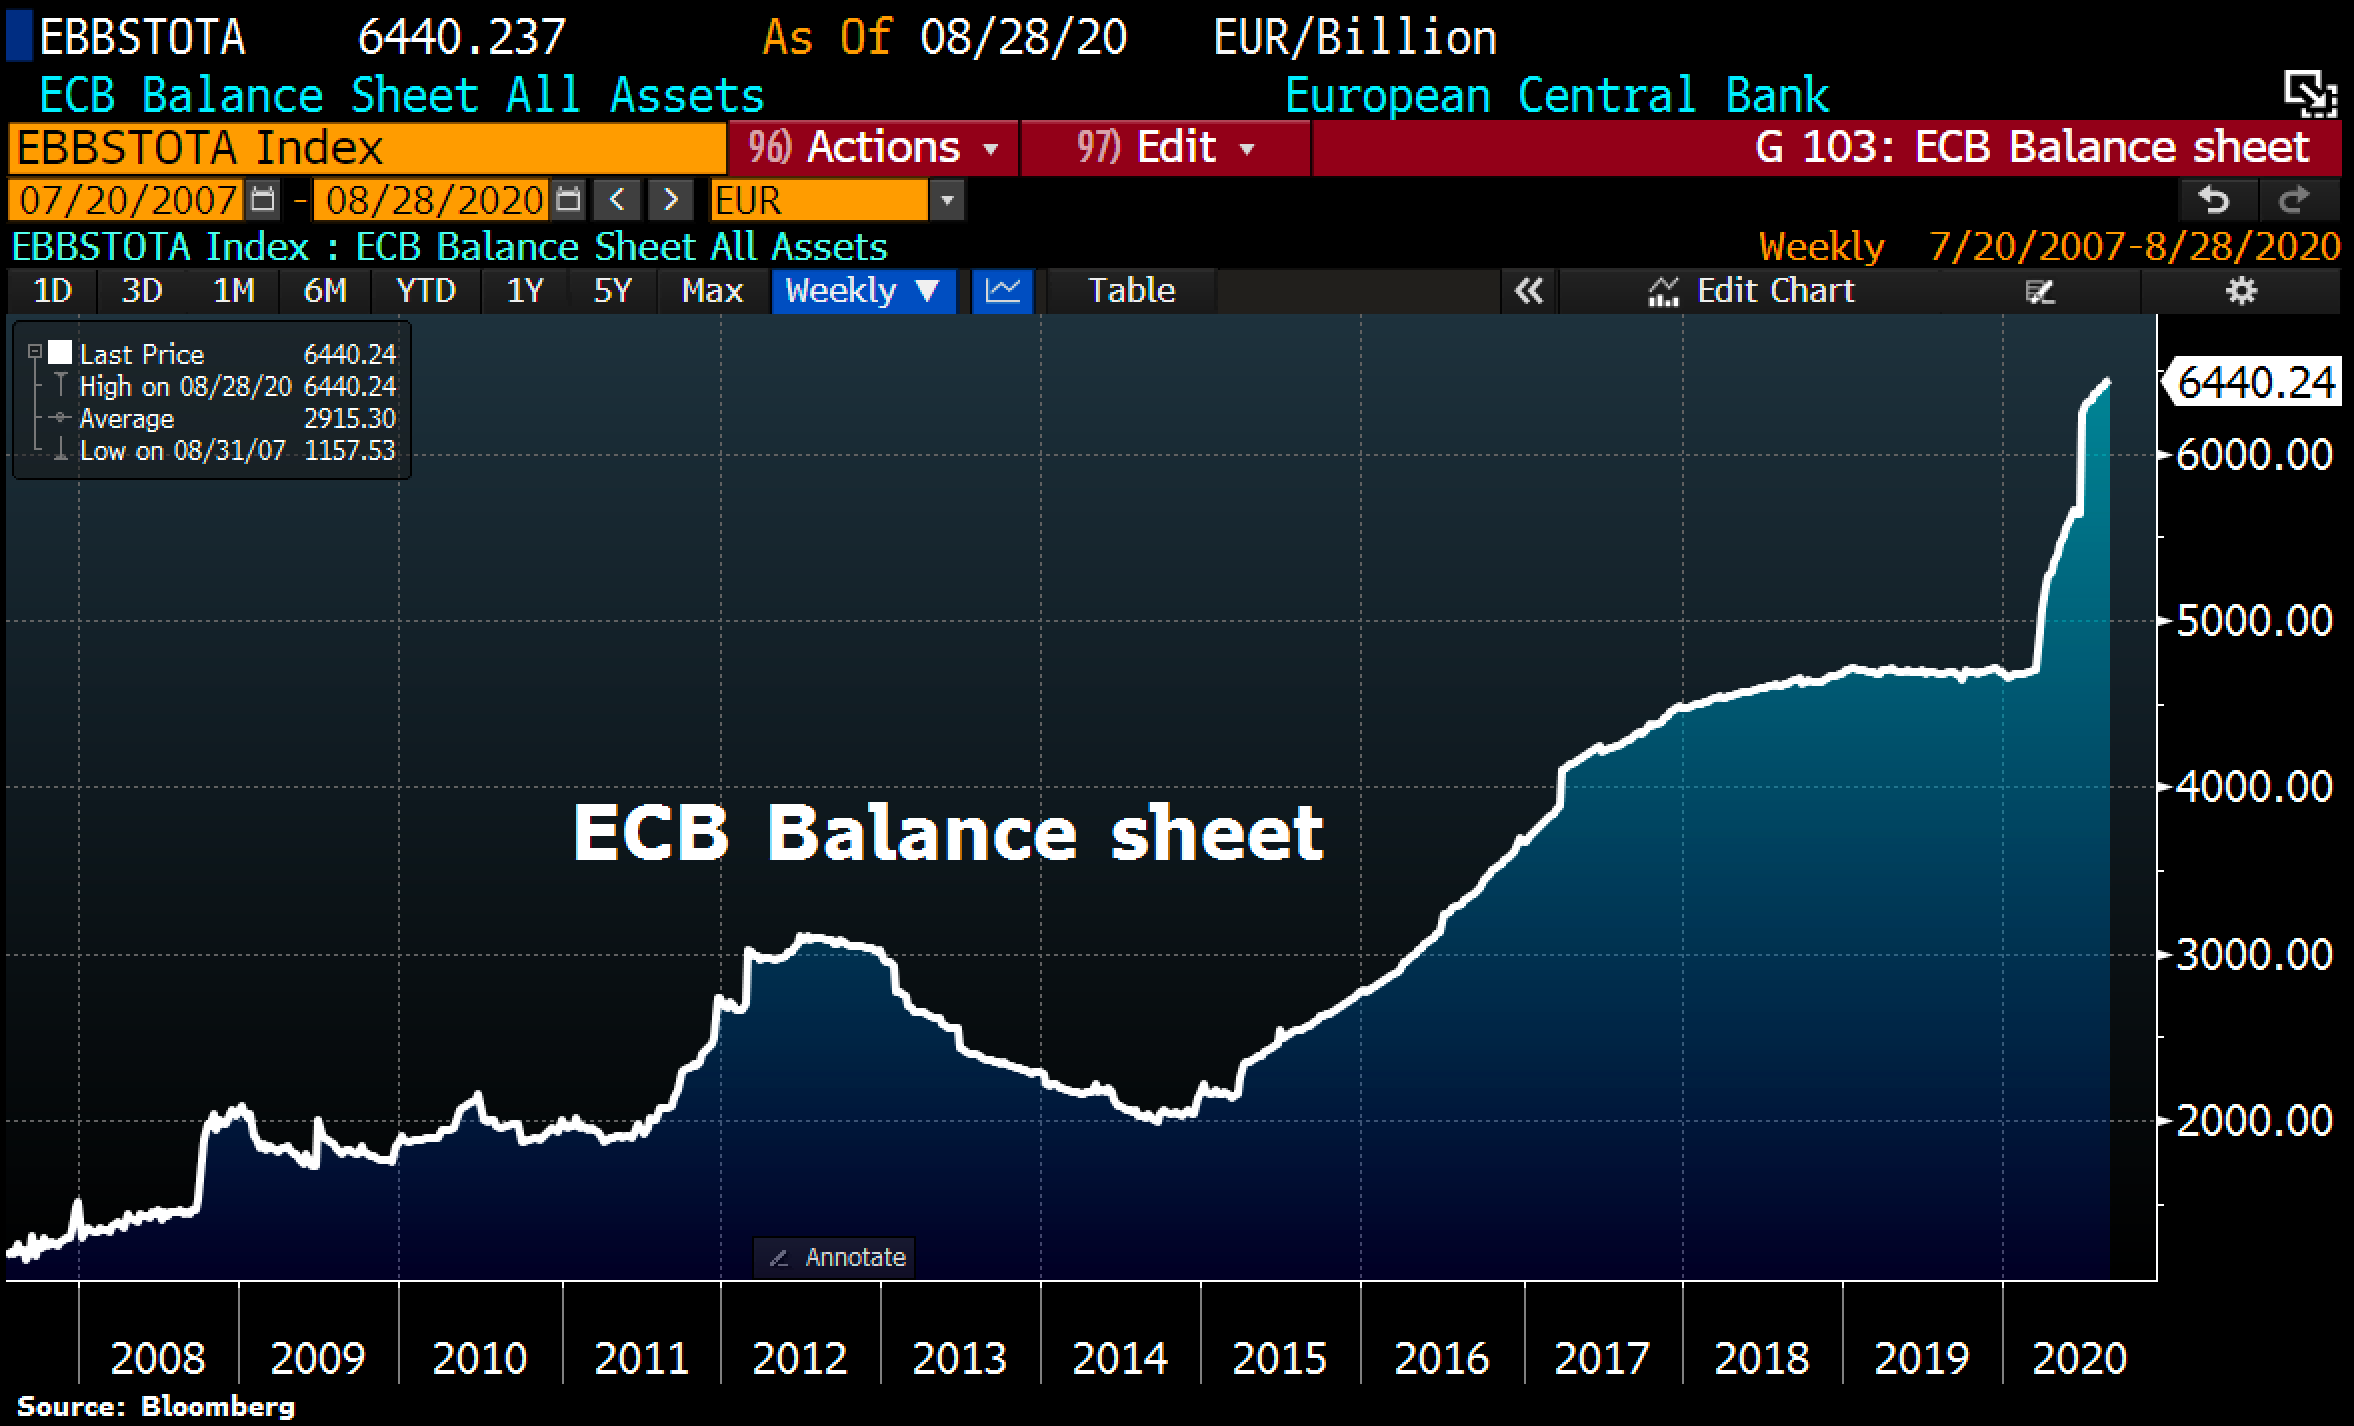 EBBSTOTA 6440.237 As Of 08/28/20 EUR/Billion
ECB Balance Sheet All Assets European Central Bank
EBBSTOTA Index 96) Actions 97) Edit G 103: ECB Balance sheet
07/20/2007 - 08/28/2020 < > EUR
EBBSTOTA Index : ECB Balance Sheet All Assets Weekly 7/20/2007-8/28/2020
1D 3D 1M 6M YTD 1Y 5Y Max Weekly ▼ Table « Edit Chart
Last Price 6440.24
High on 08/28/20 6440.24
Average 2915.30
Low on 08/31/07 1157.53
6440.24
6000.00
5000.00
4000.00
ECB Balance sheet
3000.00
2000.00
Annotate
2008 2009 2010 2011 2012 2013 2014 2015 2016 2017 2018 2019 2020
Source: Bloomberg